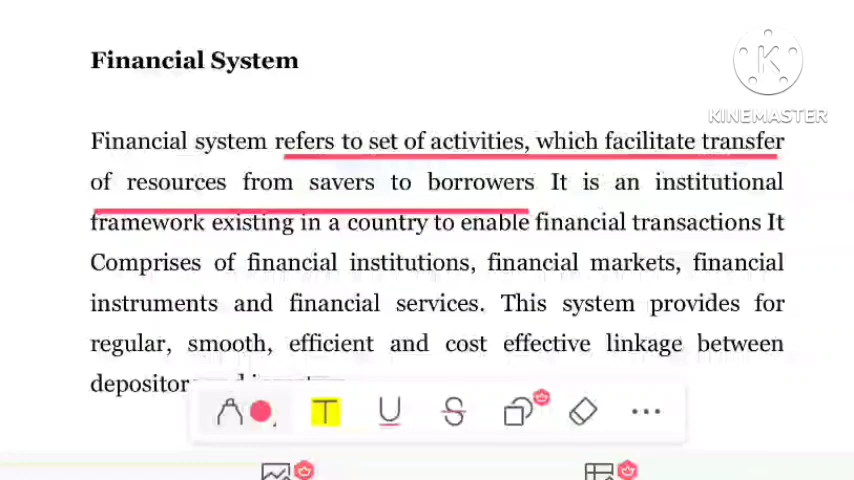 Financial System
KINEMASTER
Financial system refers to set of activities, which facilitate transfer
of resources from savers to borrowers It is an institutional
framework existing in a country to enable financial transactions It
Comprises of financial institutions, financial markets, financial
instruments and financial services. This system provides for
regular, smooth, efficient and cost effective linkage between
depositor